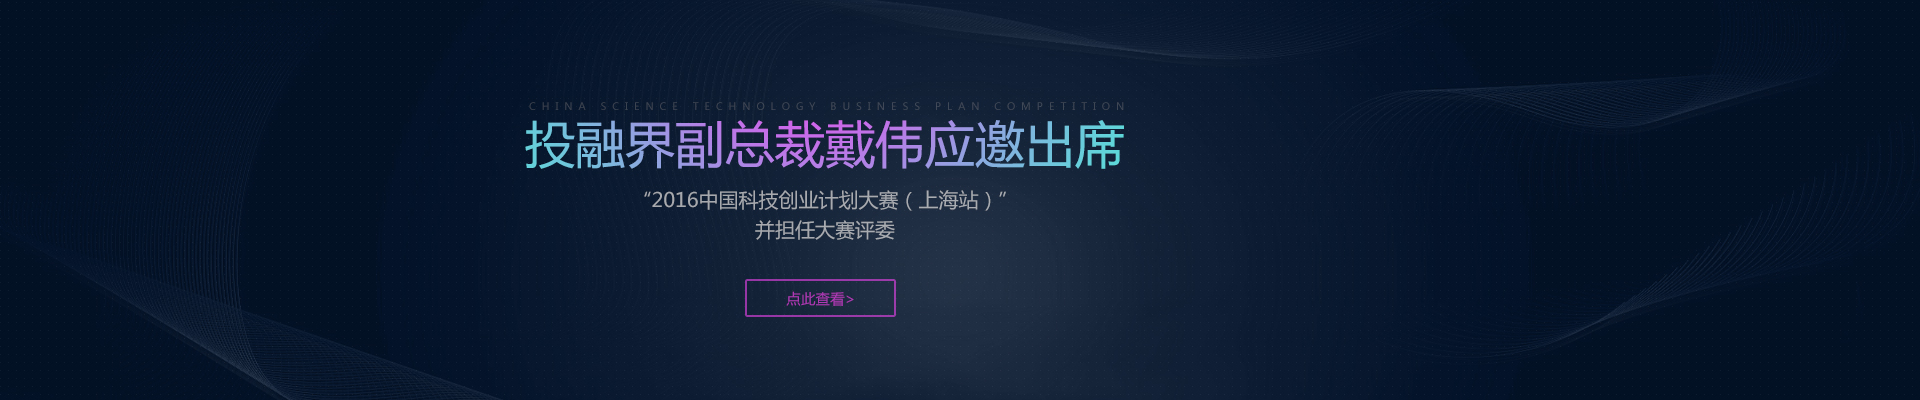 CHINA SCIENCE TECHNOLOGY BUSINESS PLAN COMPETITION
投融界副总裁戴伟应邀出席
“2016中国科技创业计划大赛（上海站）”
并担任大赛评委
点此查看>